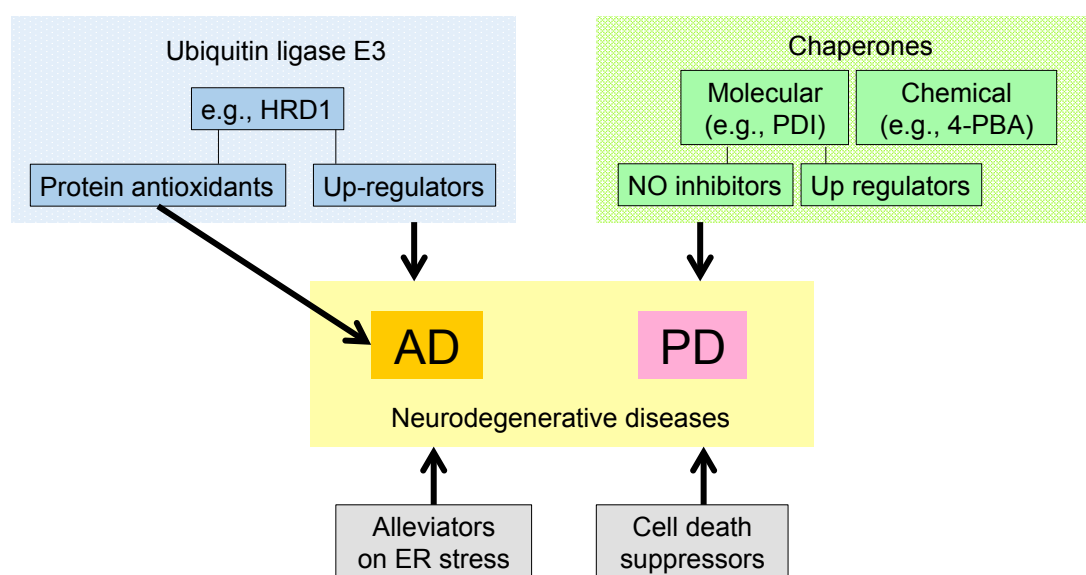 Ubiquitin ligase E3
e.g., HRD1
Protein antioxidants
Up-regulators
Chaperones
Molecular
(e.g., PDI)
Chemical
(e.g., 4-PBA)
NO inhibitors
Up regulators
AD
PD
Neurodegenerative diseases
Alleviators
on ER stress
Cell death
suppressors